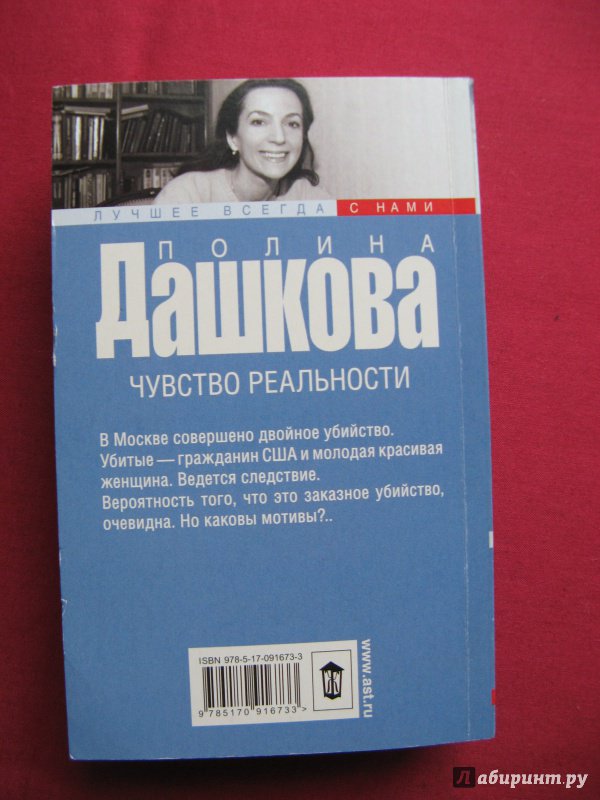 ЛУЧШЕЕ ВСЕГДА С НАМИ
ПОЛИНА
ДАШКОВА
ЧУВСТВО РЕАЛЬНОСТИ
В Москве совершено двойное убийство.
Убитые — гражданин США и молодая красивая
женщина. Ведется следствие.
Вероятность того, что это заказное убийство,
очевидна. Но каковы мотивы?..
ISBN 978-5-17-091673-3
9 785170 916733 >
www.ast.ru
Лабиринт.ру